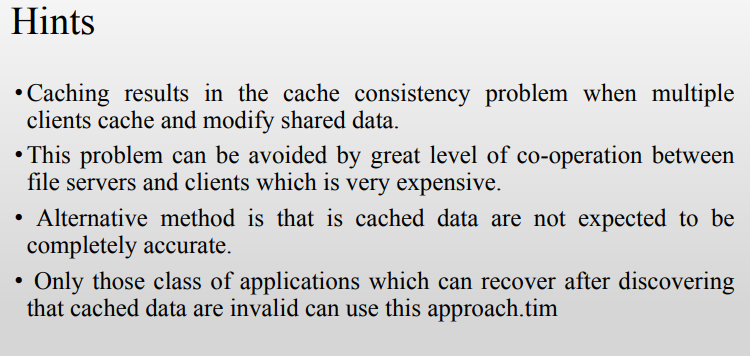 Hints
•Caching results in the cache consistency problem when multiple
clients cache and modify shared data.
•This problem can be avoided by great level of co-operation between
file servers and clients which is very expensive.
• Alternative method is that is cached data are not expected to be
completely accurate.
• Only those class of applications which can recover after discovering
that cached data are invalid can use this approach.tim